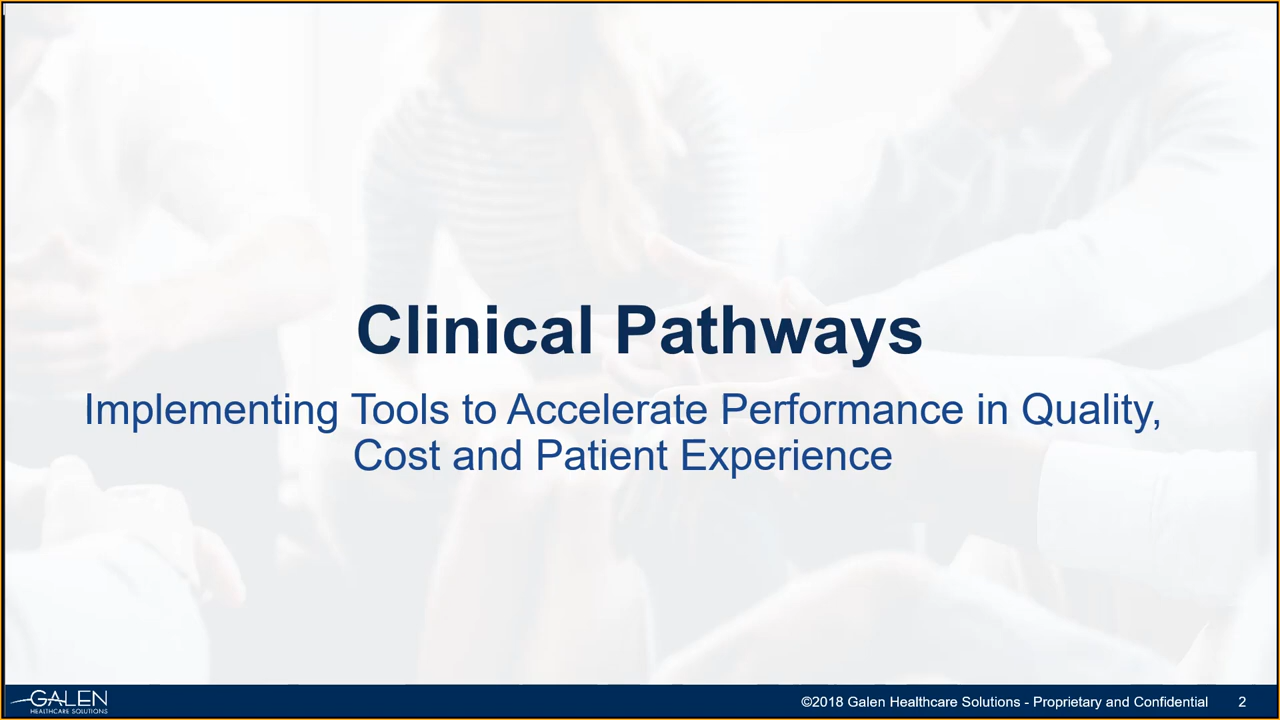 Clinical Pathways
Implementing Tools to Accelerate Performance in Quality,
Cost and Patient Experience
GALEN
HEALTHCARE SOLUTIONS
©2018 Galen Healthcare Solutions - Proprietary and Confidential
2